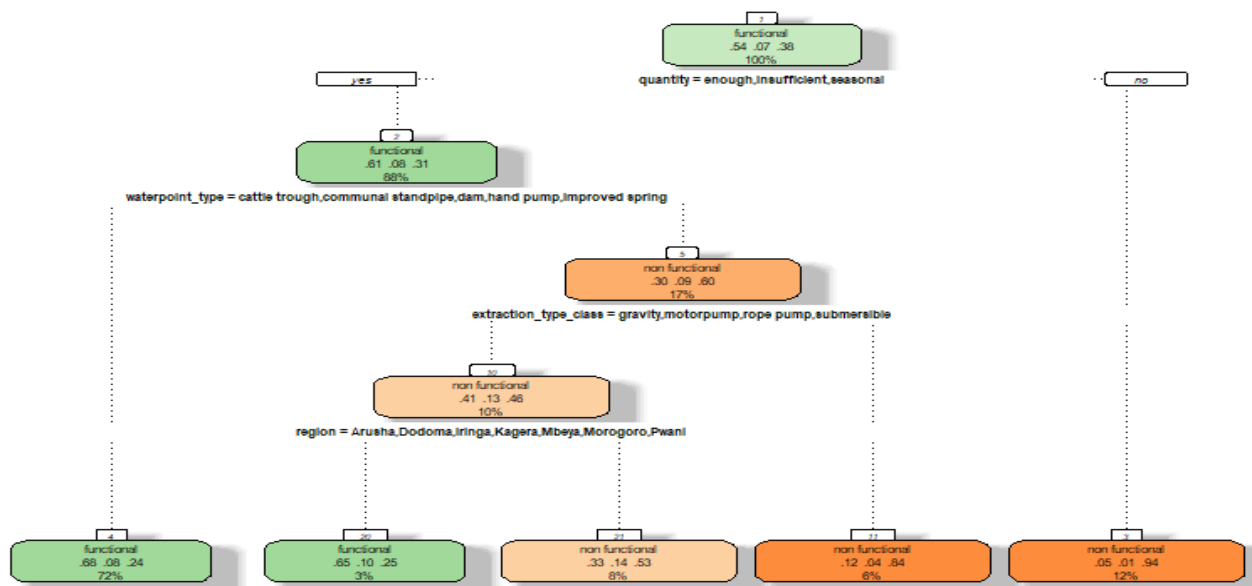 1
functional
.54 .07 .38
100%
yes
quantity = enough,insufficient,seasonal
no
2
functional
.61 .08 .31
88%
waterpoint_type = cattle trough,communal standpipe,dam,hand pump,improved spring
5
non functional
.30 .09 .60
17%
extraction_type_class = gravity,motorpump,rope pump,submersible
10
non functional
.41 .13 .46
10%
region = Arusha,Dodoma,Iringa,Kagera,Mbeya,Morogoro,Pwani
4
functional
.68 .08 .24
72%
20
functional
.65 .10 .25
3%
21
non functional
.33 .14 .53
8%
11
non functional
.12 .04 .84
6%
3
non functional
.05 .01 .94
12%